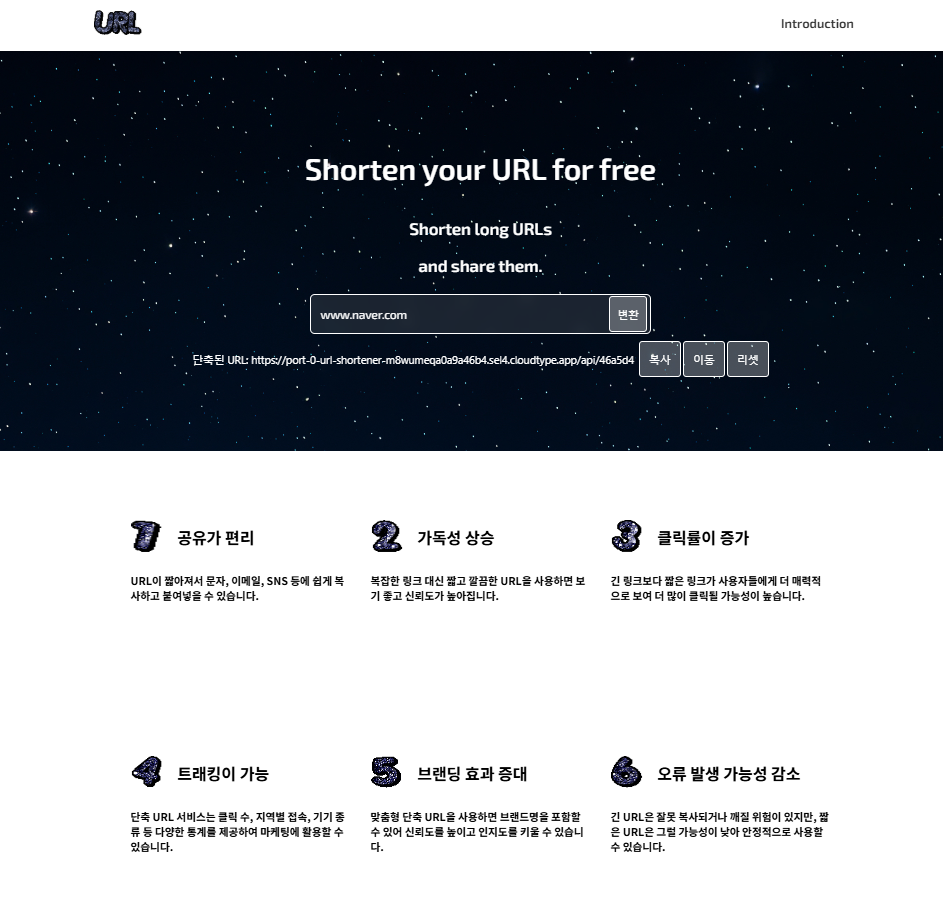 URL
Introduction
Shorten your URL for free
Shorten long URLs
and share them.
www.naver.com
변환
단축된 URL: https://port-0-url-shortener-m8wumeqa0a9a46b4.sel4.cloudtype.app/api/46a5d4
복사
이동
리셋
1 공유가 편리
URL이 짧아져서 문자, 이메일, SNS 등에 쉽게 복
사하고 붙여넣을 수 있습니다.
2 가독성 상승
복잡한 링크 대신 짧고 깔끔한 URL을 사용하면 보
기 좋고 신뢰도가 높아집니다.
3 클릭률이 증가
긴 링크보다 짧은 링크가 사용자들에게 더 매력적
으로 보여 더 많이 클릭될 가능성이 높습니다.
4 트래킹이 가능
단축 URL 서비스는 클릭 수, 지역별 접속, 기기 종
류 등 다양한 통계를 제공하여 마케팅에 활용할 수
있습니다.
5 브랜딩 효과 증대
맞춤형 단축 URL을 사용하면 브랜드명을 포함할
수 있어 신뢰도를 높이고 인지도를 키울 수 있습니
다.
6 오류 발생 가능성 감소
긴 URL은 잘못 복사되거나 깨질 위험이 있지만, 짧
은 URL은 그럴 가능성이 낮아 안정적으로 사용할
수 있습니다.